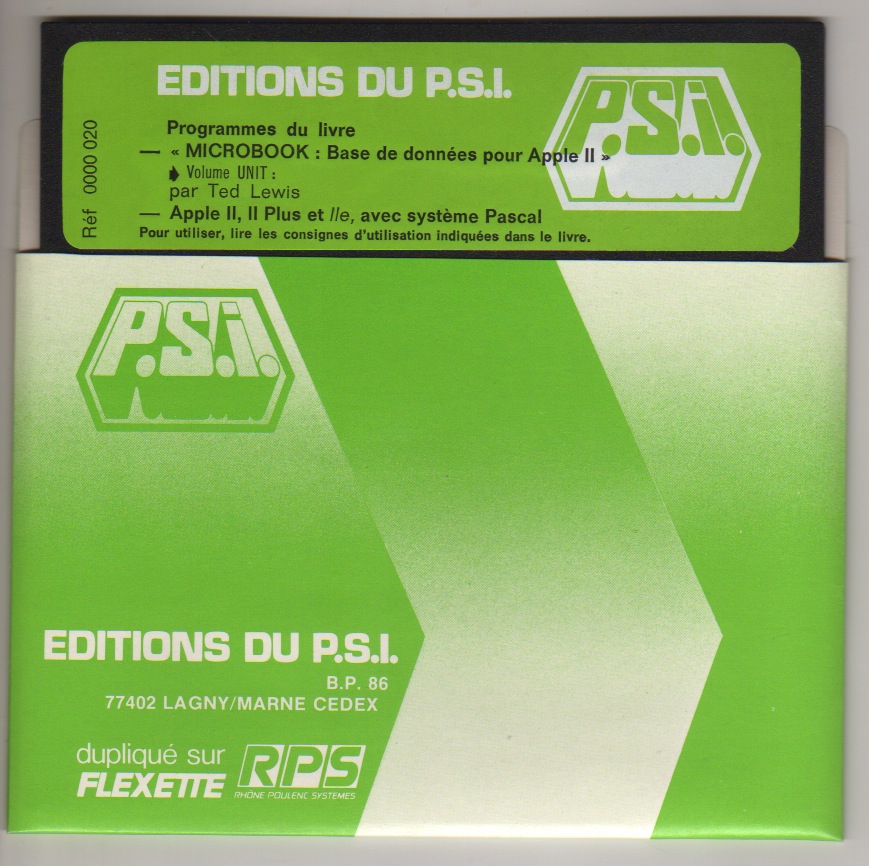 EDITIONS DU P.S.I.
P.S.I.
Réf 0000 020
Programmes du livre
— « MICROBOOK : Base de données pour Apple II »
Volume UNIT :
par Ted Lewis
— Apple II, II Plus et IIe, avec système Pascal
Pour utiliser, lire les consignes d'utilisation indiquées dans le livre.
P.S.I.
EDITIONS DU P.S.I.
B.P. 86
77402 LAGNY/MARNE CEDEX
dupliqué sur
FLEXETTE
RPS
RHÔNE POULENC SYSTEMES